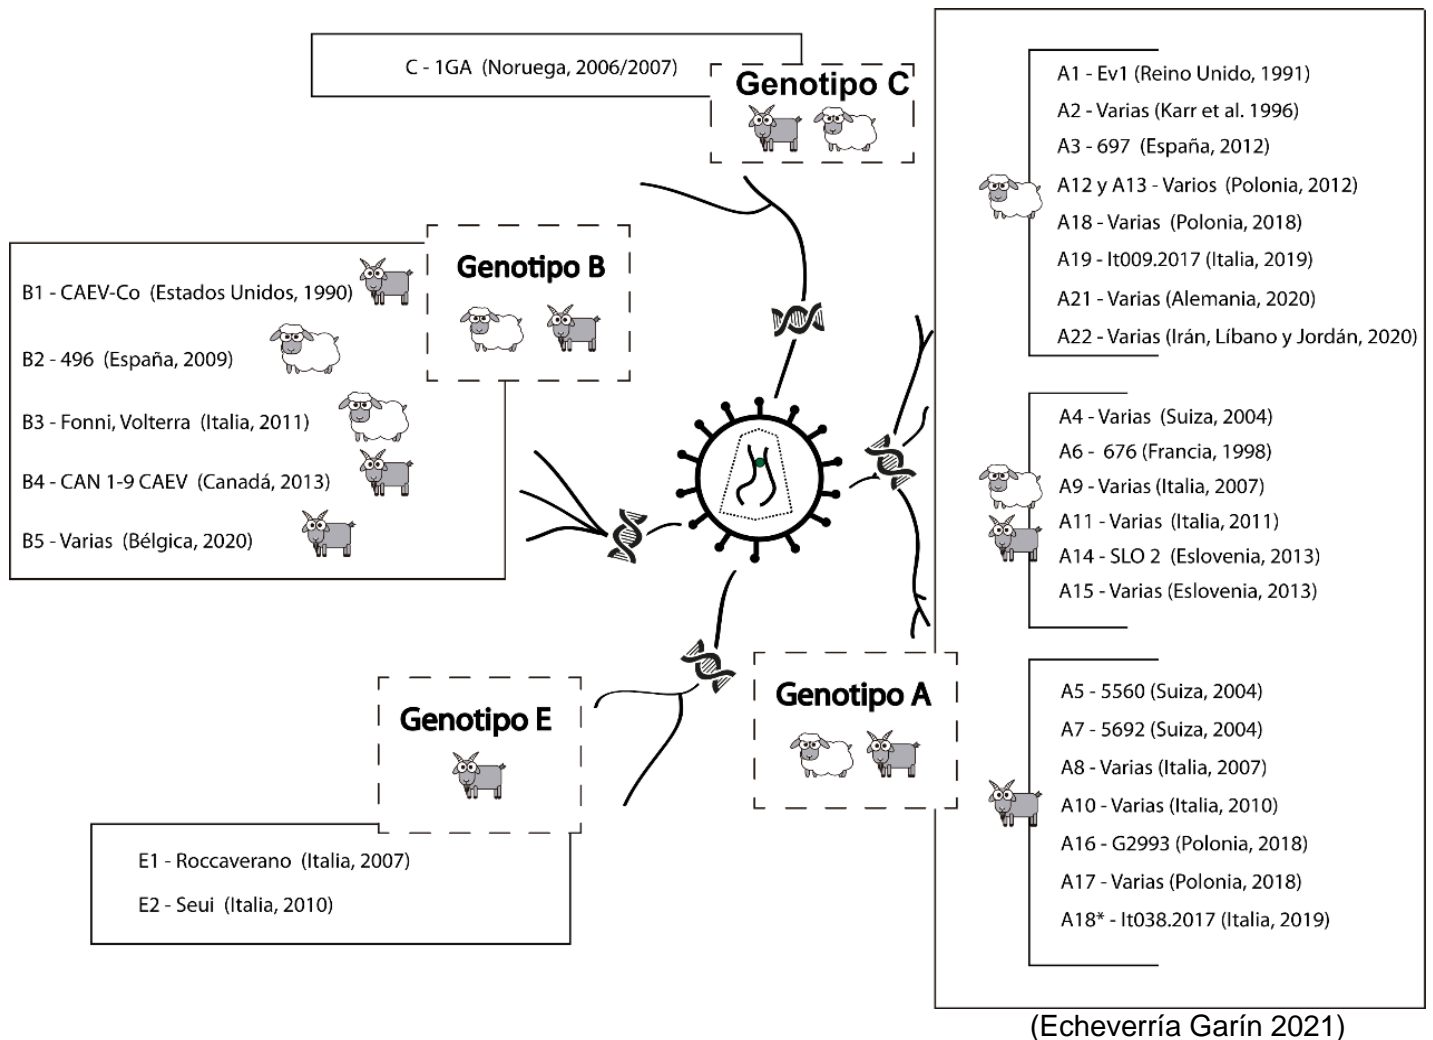 C - 1GA (Noruega, 2006/2007)
Genotipo C
Genotipo B
B1 - CAEV-Co (Estados Unidos, 1990)
B2 - 496 (España, 2009)
B3 - Fonni, Volterra (Italia, 2011)
B4 - CAN 1-9 CAEV (Canadá, 2013)
B5 - Varias (Bélgica, 2020)
Genotipo E
E1 - Roccaverano (Italia, 2007)
E2 - Seui (Italia, 2010)
Genotipo A
A1 - Ev1 (Reino Unido, 1991)
A2 - Varias (Karr et al. 1996)
A3 - 697 (España, 2012)
A12 y A13 - Varios (Polonia, 2012)
A18 - Varias (Polonia, 2018)
A19 - It009.2017 (Italia, 2019)
A21 - Varias (Alemania, 2020)
A22 - Varias (Irán, Líbano y Jordán, 2020)
A4 - Varias (Suiza, 2004)
A6 - 676 (Francia, 1998)
A9 - Varias (Italia, 2007)
A11 - Varias (Italia, 2011)
A14 - SLO 2 (Eslovenia, 2013)
A15 - Varias (Eslovenia, 2013)
A5 - 5560 (Suiza, 2004)
A7 - 5692 (Suiza, 2004)
A8 - Varias (Italia, 2007)
A10 - Varias (Italia, 2010)
A16 - G2993 (Polonia, 2018)
A17 - Varias (Polonia, 2018)
A18* - It038.2017 (Italia, 2019)
(Echeverría Garín 2021)